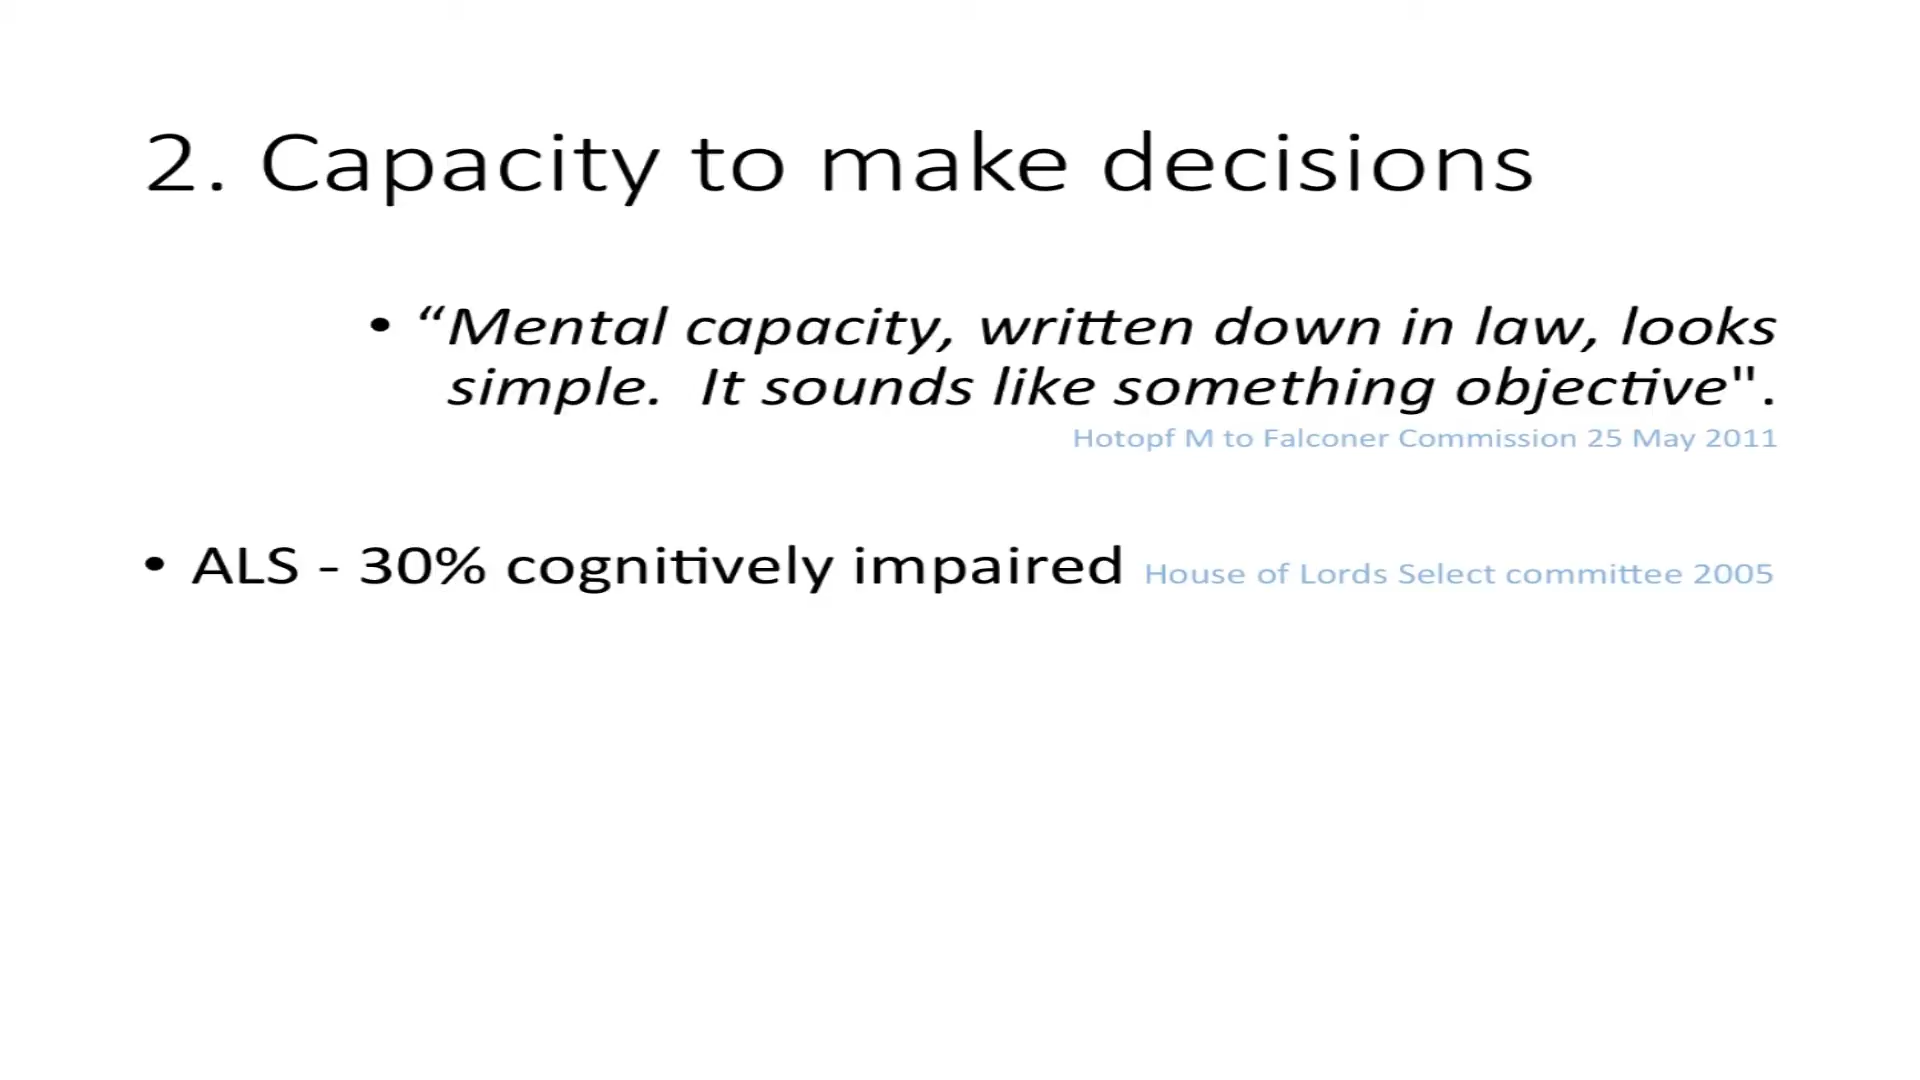 2. Capacity to make decisions
• “Mental capacity, written down in law, looks
simple.  It sounds like something objective".
Hotopf M to Falconer Commission 25 May 2011
• ALS - 30% cognitively impaired House of Lords Select committee 2005